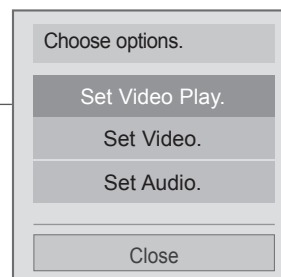 Choose options.
Set Video Play.
Set Video.
Set Audio.
Close